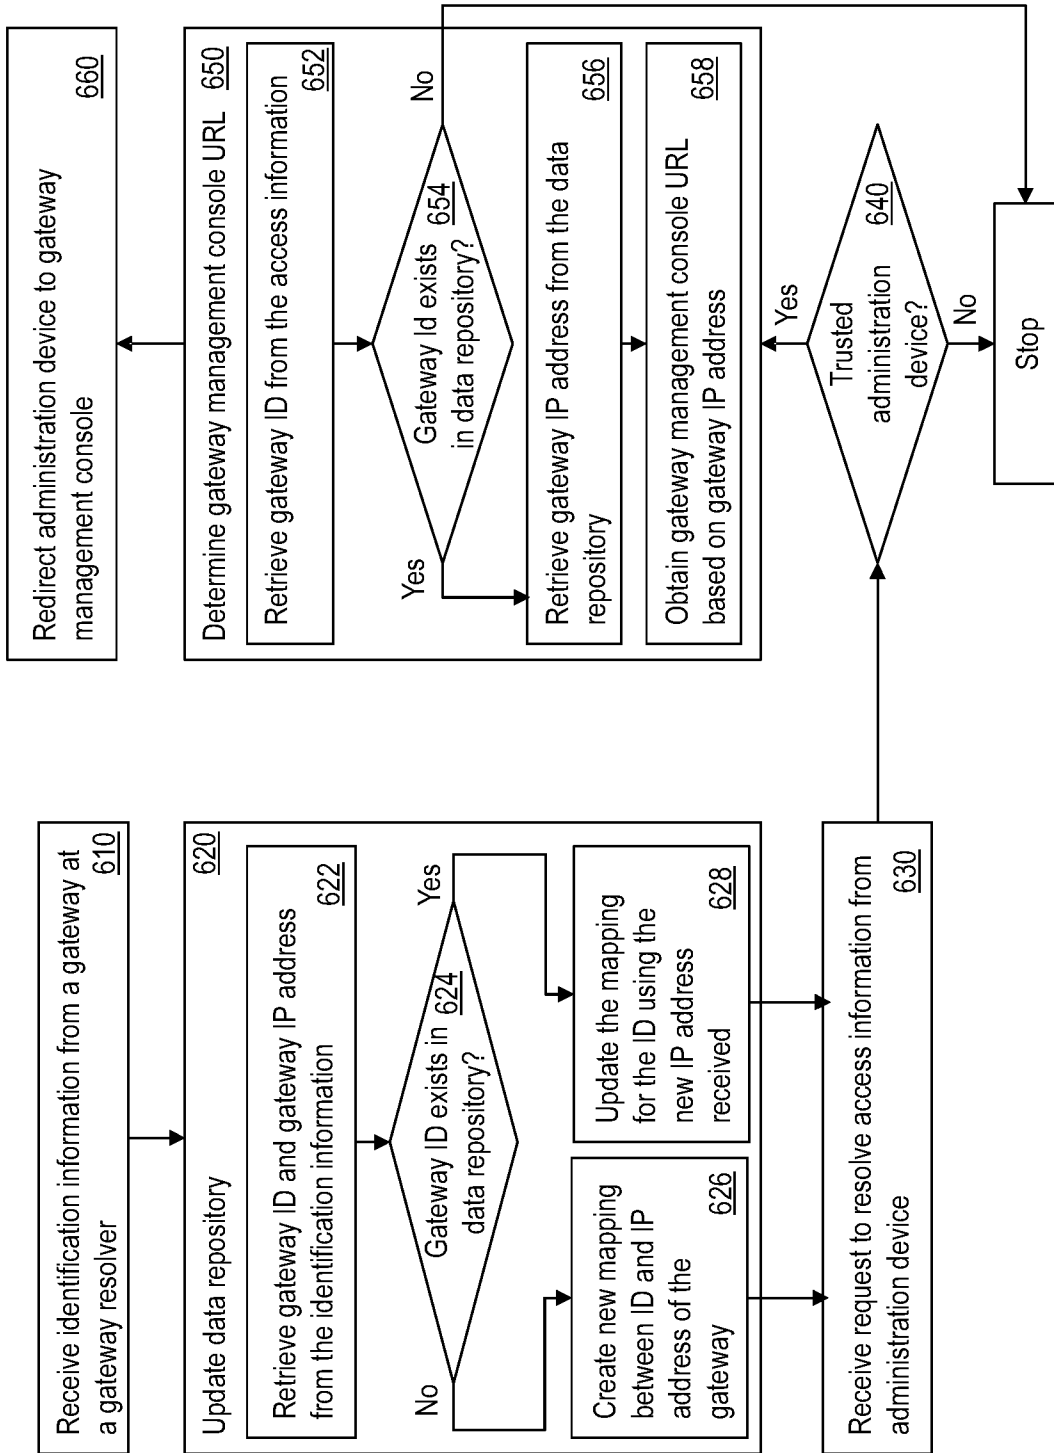 Receive identification information from a gateway at
a gateway resolver
610
Update data repository
620
Retrieve gateway ID and gateway IP address
from the identification information
622
Gateway ID exists in
data repository?
624
No
Yes
Create new mapping
between ID and IP
address of the
gateway
626
Update the mapping
for the ID using the
new IP address
received
628
Receive request to resolve access information from
administration device
630
Trusted
administration
device?
640
Yes
No
Stop
Determine gateway management console URL
650
Retrieve gateway ID from the access information
652
Gateway Id exists
in data repository?
654
Yes
No
Retrieve gateway IP address from the data
repository
656
Obtain gateway management console URL
based on gateway IP address
658
Redirect administration device to gateway
management console
660